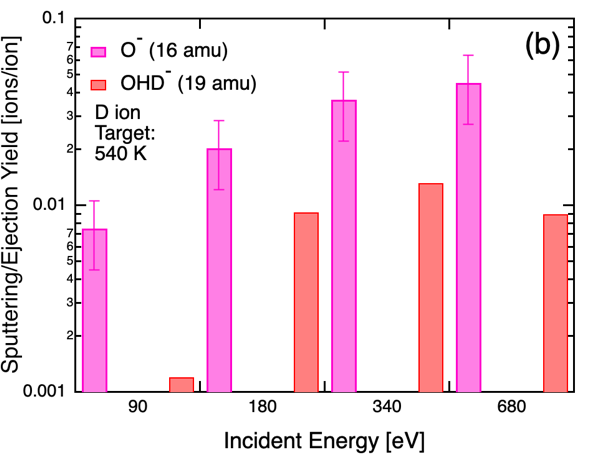 (b)
O⁻ (16 amu)
OHD⁻ (19 amu)
D ion
Target:
540 K
Sputtering/Ejection Yield [ions/ion]
0.1
7
6
5
4
3
2
0.01
7
6
5
4
3
2
0.001
90 180 340 680
Incident Energy [eV]